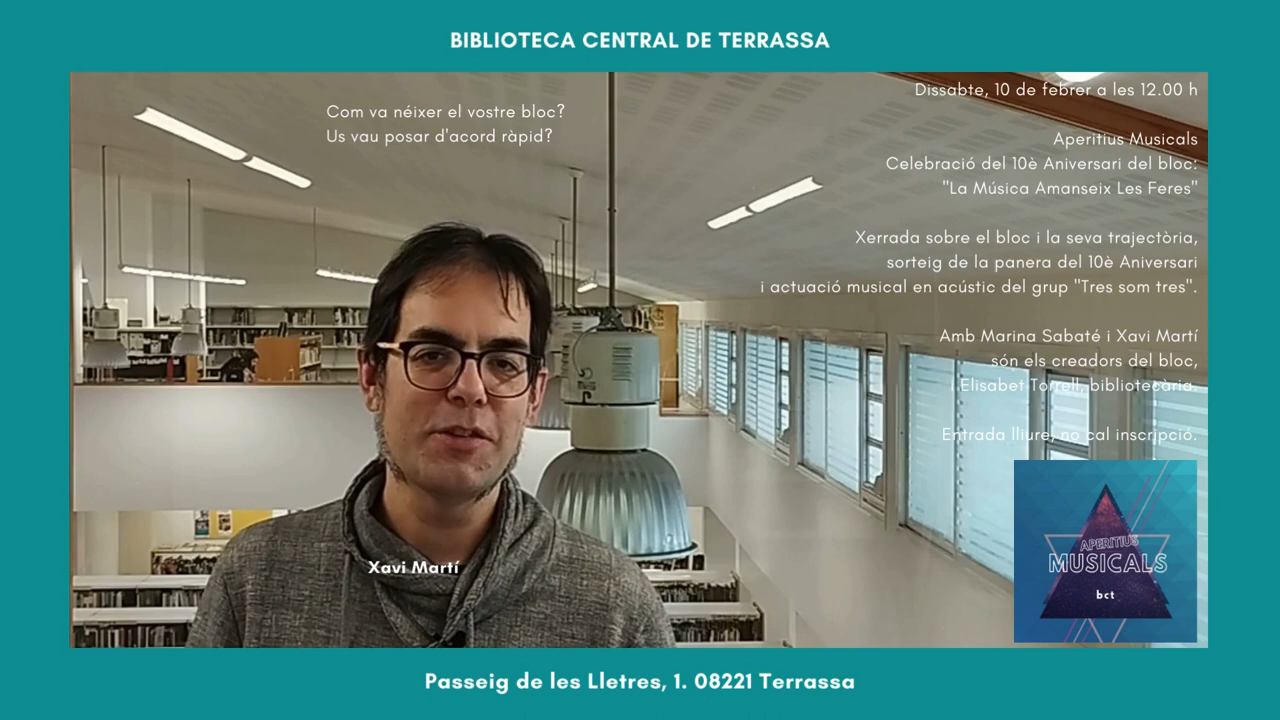 BIBLIOTECA CENTRAL DE TERRASSA
Com va néixer el vostre bloc?
Us vau posar d'acord ràpid?
Dissabte, 10 de febrer a les 12.00 h
Aperitius Musicals
Celebració del 10è Aniversari del bloc:
"La Música Amanseix Les Feres"
Xerrada sobre el bloc i la seva trajectòria,
sorteig de la panera del 10è Aniversari
i actuació musical en acústic del grup "Tres som tres".
Amb Marina Sabaté i Xavi Martí
són els creadors del bloc,
i Elisabet Torrell, bibliotecària.
Entrada lliure, no cal inscripció.
APERITIUS
MUSICALS
bct
Xavi Martí
Passeig de les Lletres, 1. 08221 Terrassa